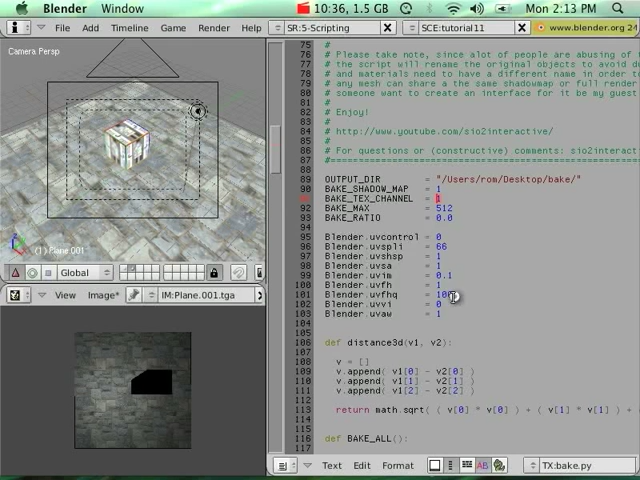 Blender Window 10:36, 1.5 GB Mon 2:13 PM
File Add Timeline Game Render Help SR:5-Scripting SCE:tutorial11 www.blender.org 24
Camera Persp
(1) Plane.001
Global
View Image* IM:Plane.001.tga
75 #
76 # Please take note, since alot of people are abusing of
77 # the script will rename the original objects to avoid du
78 # and materials need to have a different name in order to
79 # any mesh can share the same shadowmap or full render
80 # someone want to create an interface for it be my guest
81 #
82 # Enjoy!
83 #
84 # http://www.youtube.com/sio2interactive/
85 #
86 # For questions or (constructive) comments: sio2interact
87 #
88
89 OUTPUT_DIR = "/Users/rom/Desktop/bake/"
90 BAKE_SHADOW_MAP = 1
91 BAKE_TEX_CHANNEL = 1
92 BAKE_MAX = 512
93 BAKE_RATIO = 0.0
94
95 Blender.uvcontrol = 0
96 Blender.uvspli = 66
97 Blender.uvshsp = 1
98 Blender.uvsa = 1
99 Blender.uvim = 0.1
100 Blender.uvfh = 1
101 Blender.uvfhq = 100
102 Blender.uvvi = 0
103 Blender.uvaw = 1
104
105
106 def distance3d(v1, v2):
107
108 v = []
109 v.append( v1[0] - v2[0] )
110 v.append( v1[1] - v2[1] )
111 v.append( v1[2] - v2[2] )
112
113 return math.sqrt( ( v[0] * v[0] ) + ( v[1] * v[1] ) +
114
115
116 def BAKE_ALL():
117
Text Edit Format AB TX:bake.py